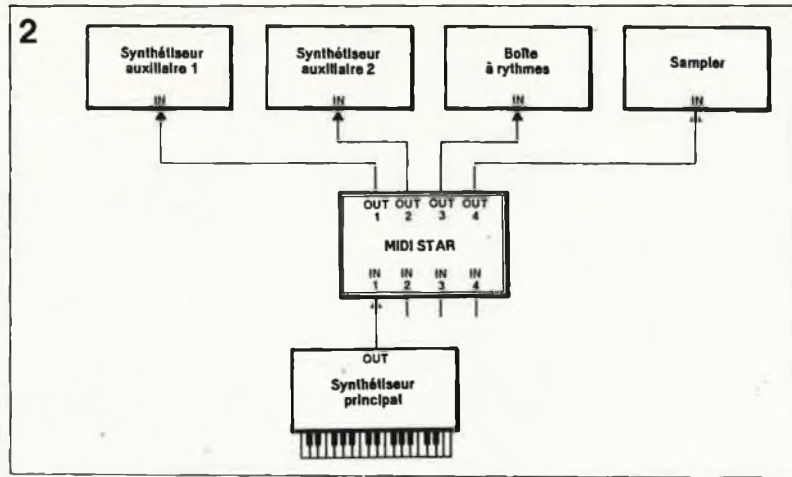 2
Synthétiseur
auxiliaire 1
IN
Synthétiseur
auxiliaire 2
IN
Boîte
à rythmes
IN
Sampler
IN
OUT OUT OUT OUT
1 2 3 4
MIDI STAR
IN IN IN IN
1 2 3 4
OUT
Synthétiseur
principal